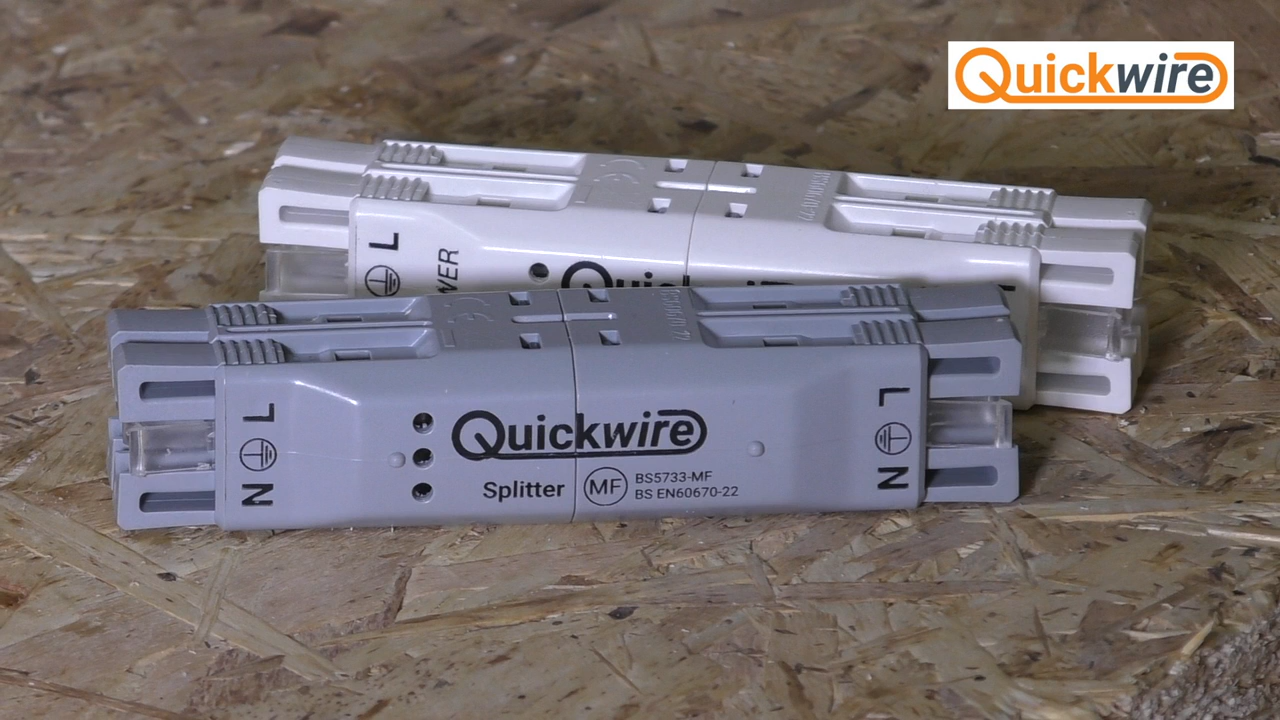 Quickwire
L
L
N
Quickwire
Splitter
MF
BS5733-MF
BS EN60670-22
L
N